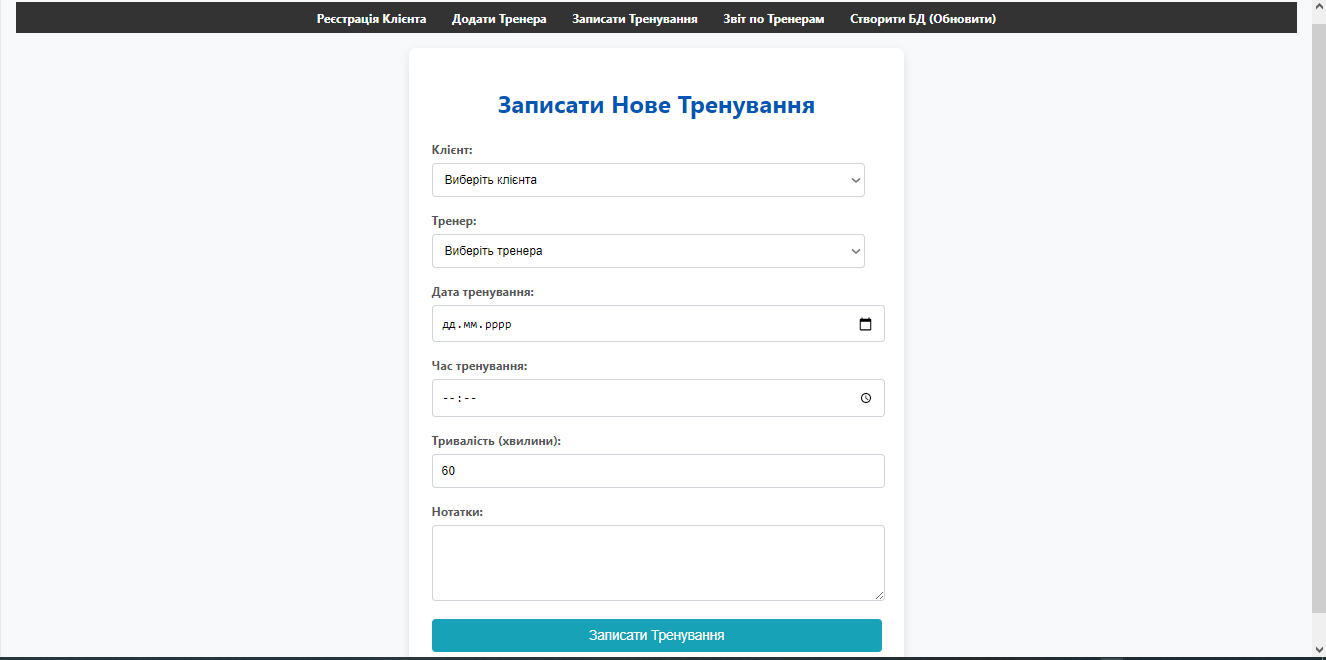 Реєстрація Клієнта Додати Тренера Записати Тренування Звіт по Тренерам Створити БД (Обновити)
Записати Нове Тренування
Клієнт:
Виберіть клієнта
Тренер:
Виберіть тренера
Дата тренування:
дд.мм.рррр
Час тренування:
--:--
Тривалість (хвилини):
60
Нотатки:
Записати Тренування